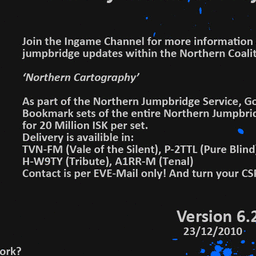 Join the Ingame Channel for more information
jumpbridge updates within the Northern Coalit
‘Northern Cartography’
As part of the Northern Jumpbridge Service, Go
Bookmark sets of the entire Northern Jumpbridg
for 20 Million ISK per set.
Delivery is availible in:
TVN-FM (Vale of the Silent), P-2TTL (Pure Blind
H-W9TY (Tribute), A1RR-M (Tenal)
Contact is per EVE-Mail only! And turn your CSP
Version 6.2
23/12/2010
ork?